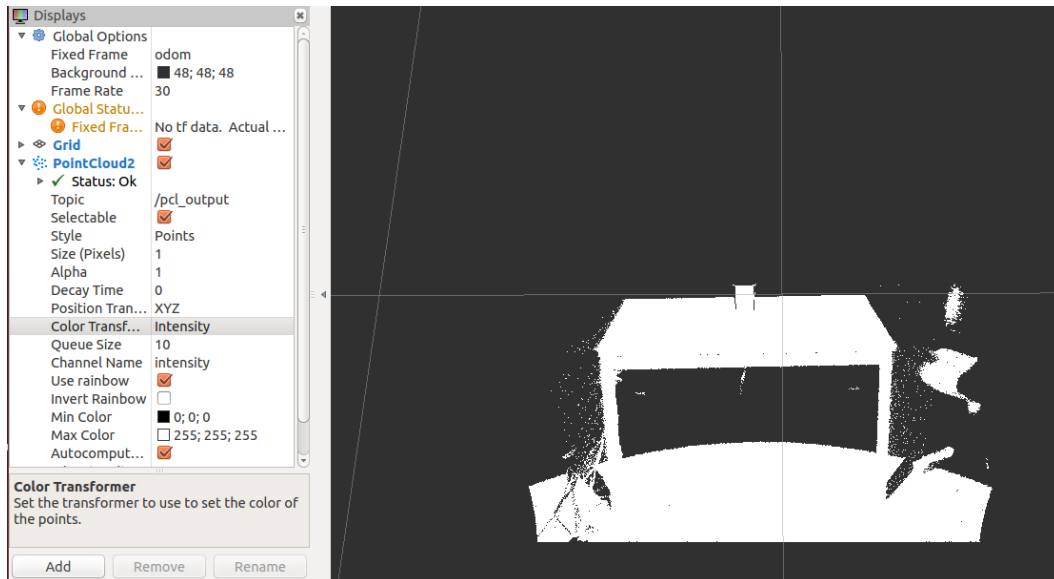 Displays
Global Options
Fixed Frame odom
Background ... 48; 48; 48
Frame Rate 30
Global Statu...
Fixed Fra... No tf data. Actual ...
Grid
PointCloud2
Status: Ok
Topic /pcl_output
Selectable
Style Points
Size (Pixels) 1
Alpha 1
Decay Time 0
Position Tran... XYZ
Color Transf... Intensity
Queue Size 10
Channel Name intensity
Use rainbow
Invert Rainbow
Min Color 0; 0; 0
Max Color 255; 255; 255
Autocomput...
Color Transformer
Set the transformer to use to set the color of
the points.
Add Remove Rename